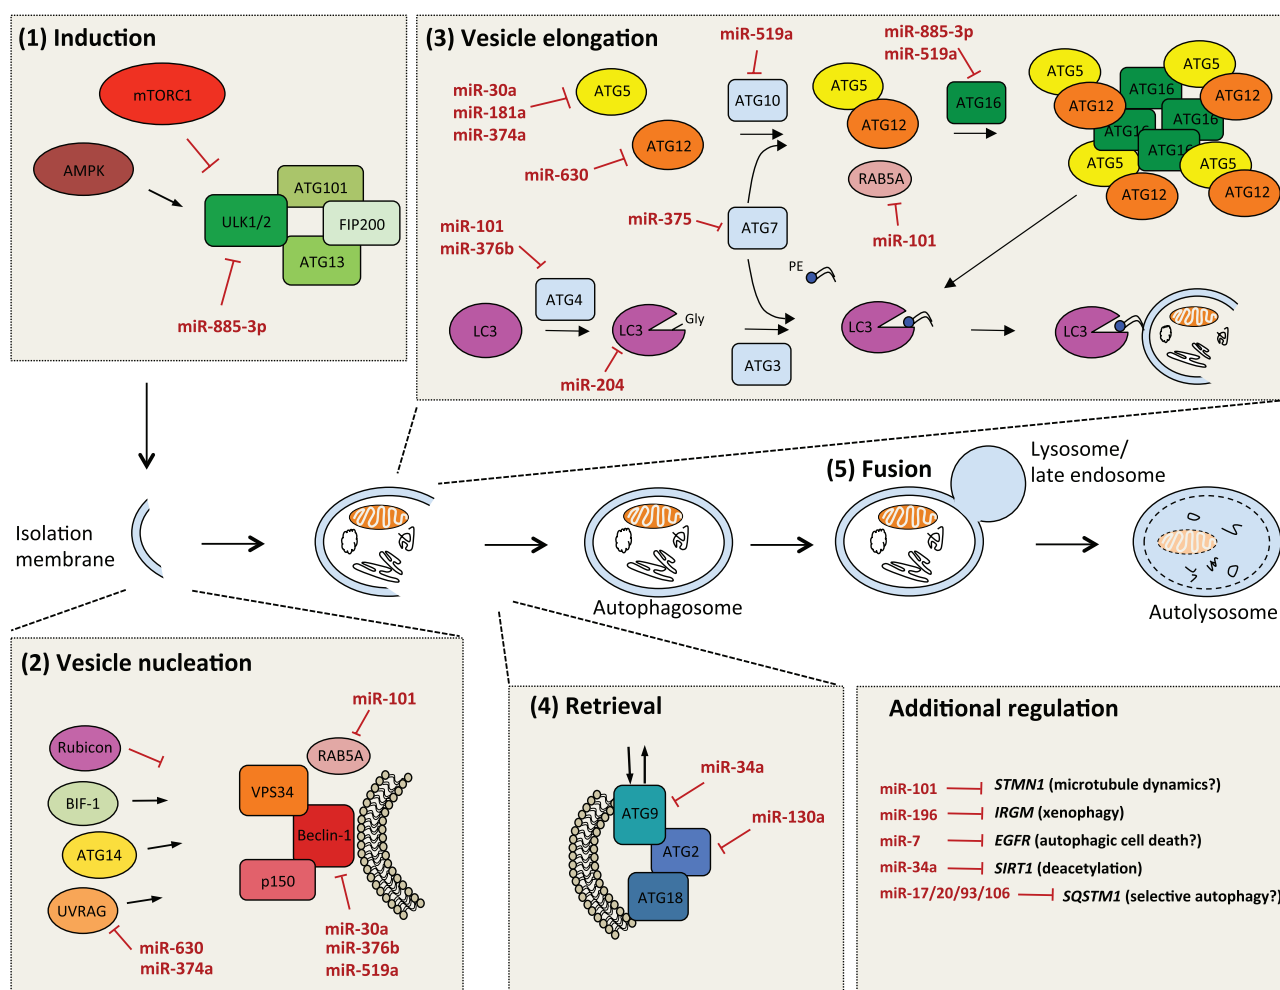 (1) Induction
mTORC1
AMPK
ATG101
ULK1/2
FIP200
ATG13
miR-885-3p
(3) Vesicle elongation
miR-519a
miR-885-3p
miR-519a
miR-30a
miR-181a
miR-374a
ATG5
ATG10
ATG5
ATG12
ATG16
ATG12
miR-630
RAB5A
miR-101
ATG5
ATG5
ATG16
ATG12
ATG12
ATG16
ATG16
ATG16
ATG5
ATG5
ATG12
ATG12
miR-375
ATG7
miR-101
miR-376b
ATG4
PE
LC3
LC3
Gly
ATG3
LC3
LC3
miR-204
Isolation
membrane
Autophagosome
(5) Fusion
Lysosome/
late endosome
Autolysosome
(2) Vesicle nucleation
miR-101
Rubicon
RAB5A
BIF-1
VPS34
Beclin-1
ATG14
p150
UVRAG
miR-630
miR-374a
miR-30a
miR-376b
miR-519a
(4) Retrieval
miR-34a
ATG9
miR-130a
ATG2
ATG18
Additional regulation
miR-101 STMN1 (microtubule dynamics?)
miR-196 IRGM (xenophagy)
miR-7 EGFR (autophagic cell death?)
miR-34a SIRT1 (deacetylation)
miR-17/20/93/106 SQSTM1 (selective autophagy?)